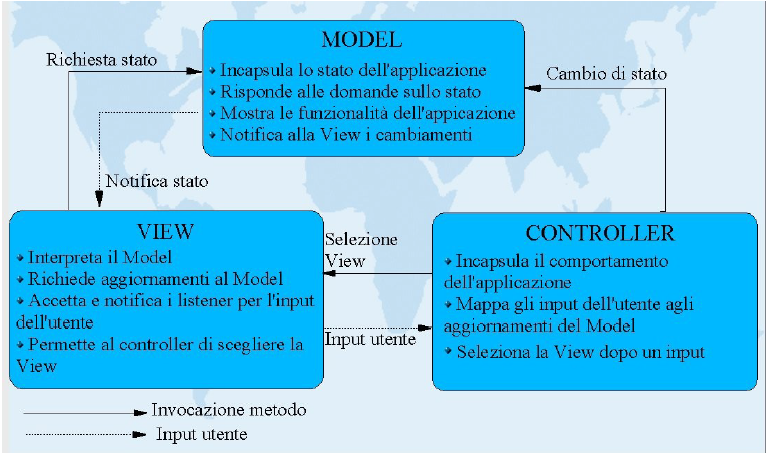 MODEL
Richiesta stato
Incapsula lo stato dell'applicazione
Cambio di stato
Risponde alle domande sullo stato
Mostra le funzionalità dell'appicazione
Notifica alla View i cambiamenti
Notifica stato
VIEW
Interpreta il Model
Richiede aggiornamenti al Model
Accetta e notifica i listener per l'input
dell'utente
Permette al controller di scegliere la
View
Selezione
View
Input utente
CONTROLLER
Incapsula il comportamento
dell'applicazione
Mappa gli input dell'utente agli
aggiornamenti del Model
Seleziona la View dopo un input
Invocazione metodo
Input utente